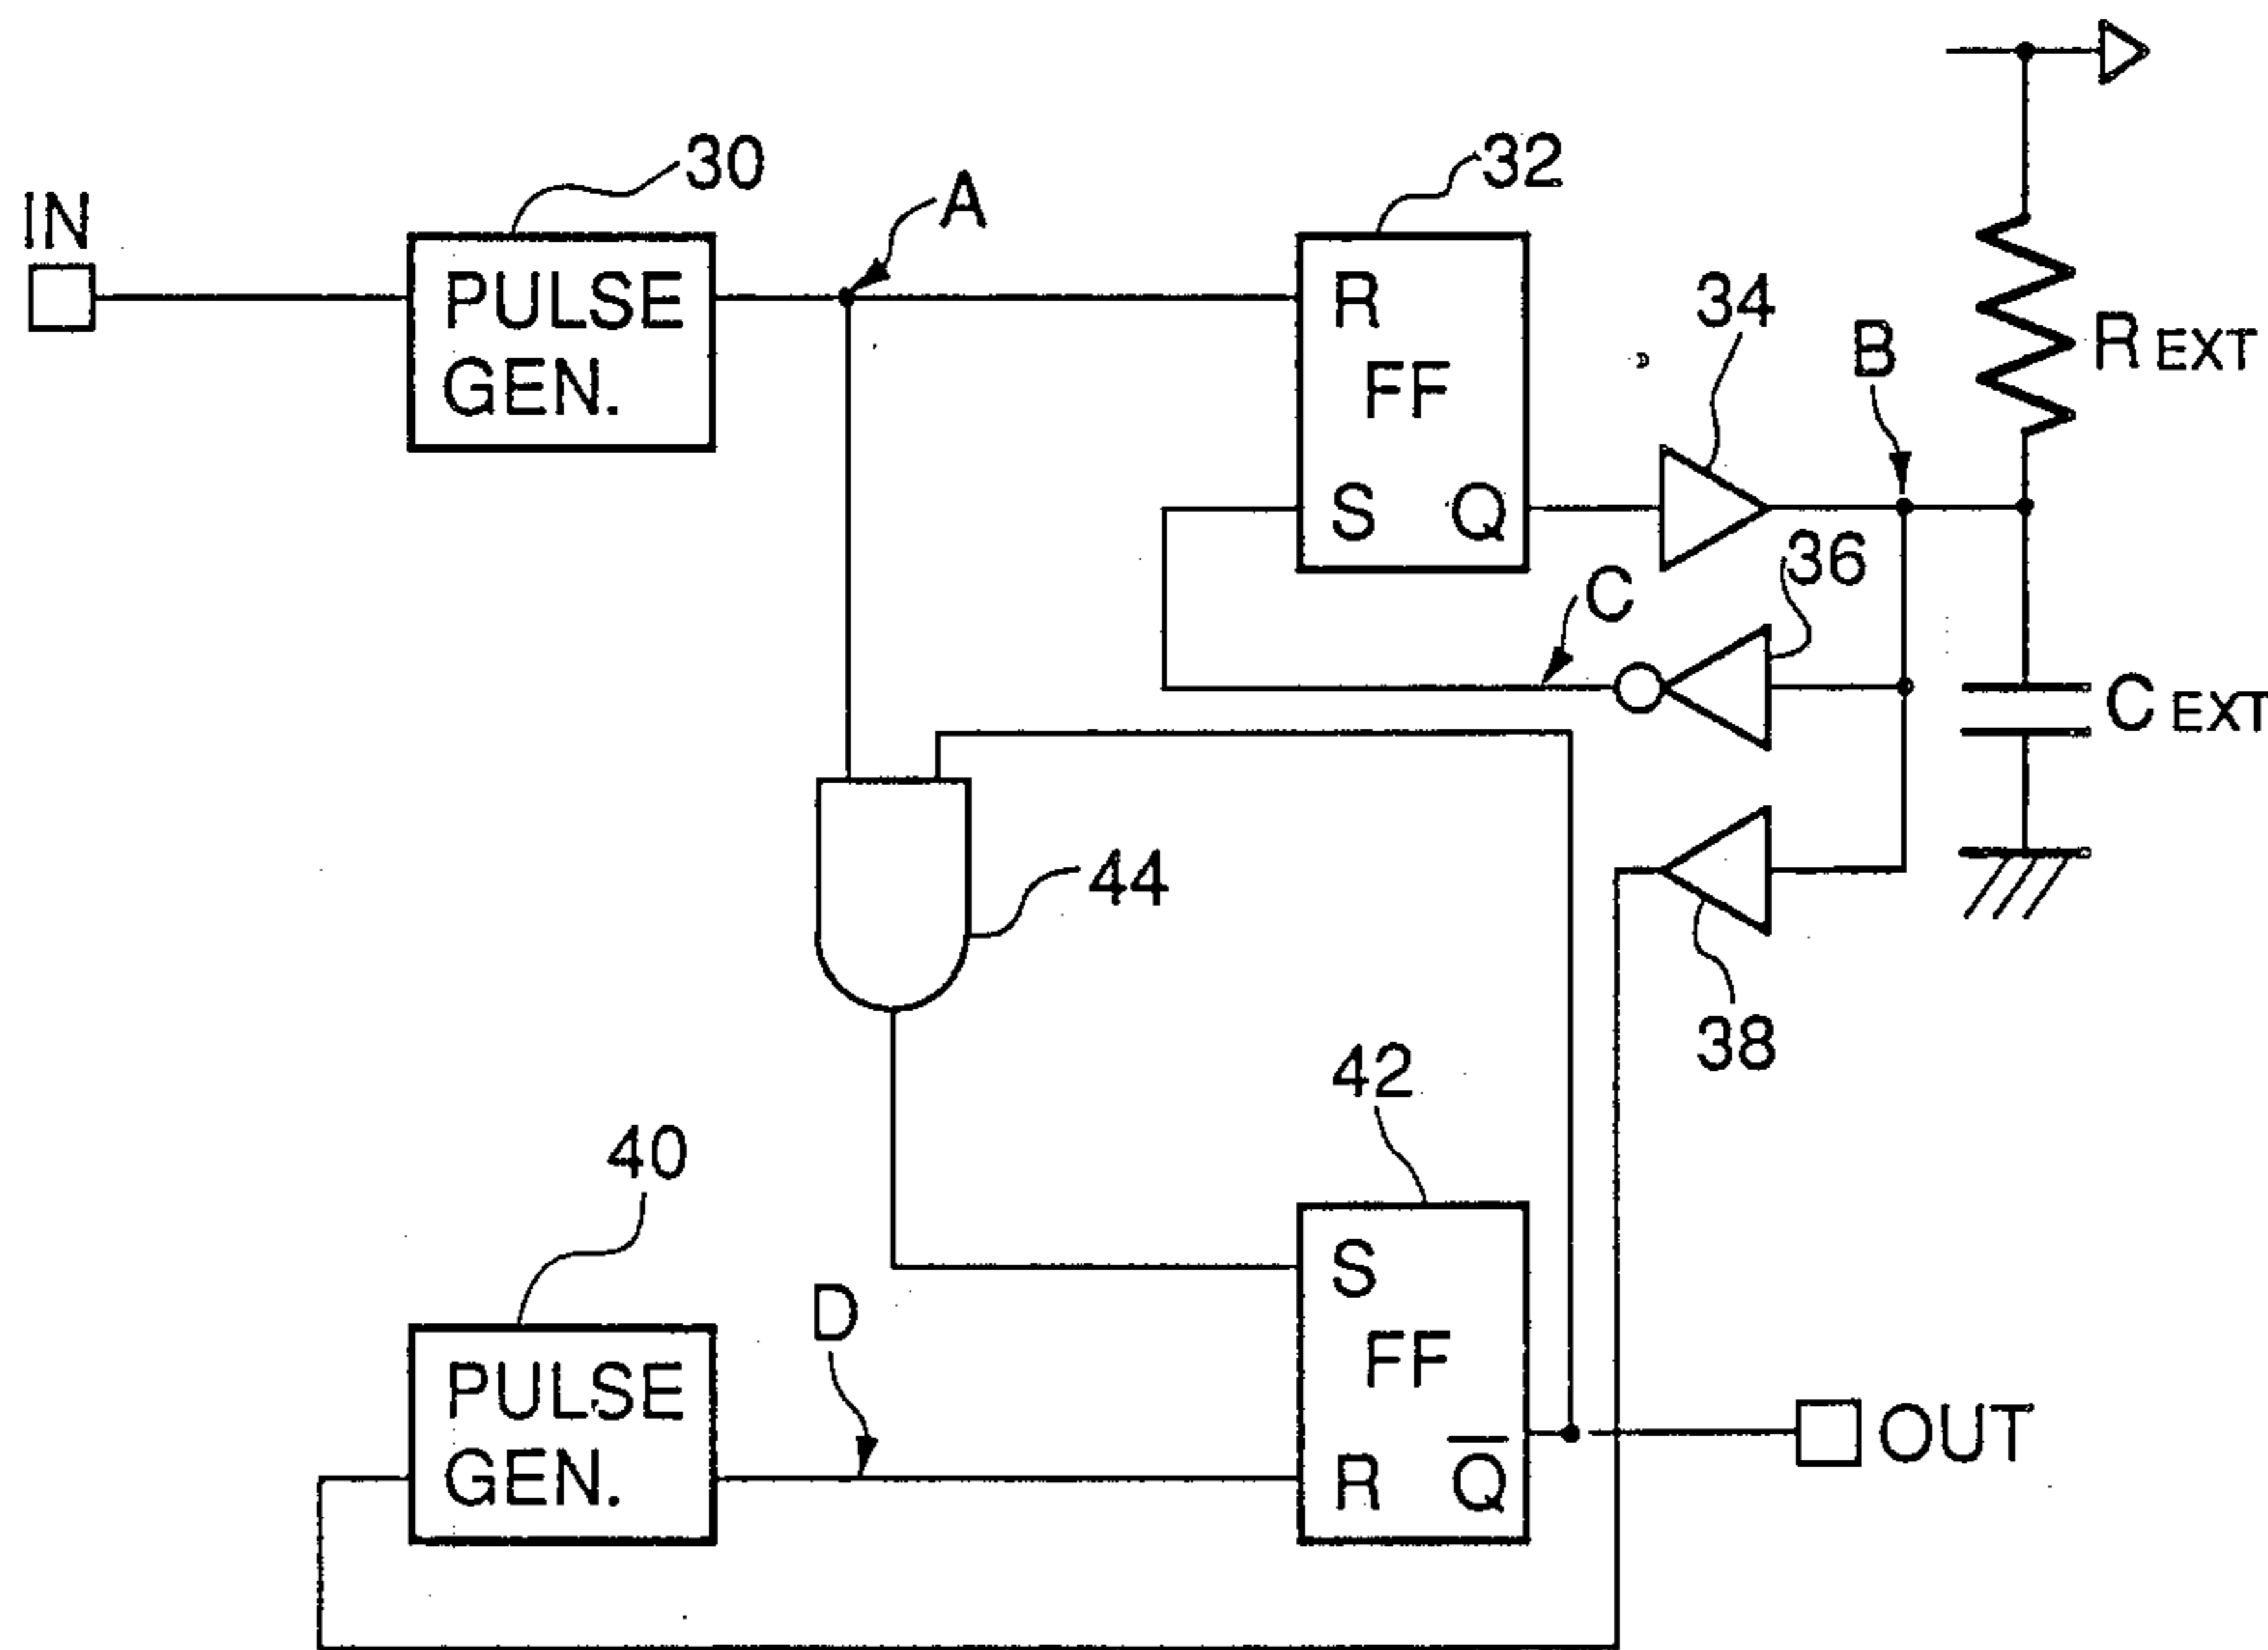 30
32
A
IN
PULSE
GEN.
R
FF
S Q
34
B
R EXT
36
C
C EXT
44
38
42
40
D
PULSE
GEN.
S
FF
R Q̅
OUT